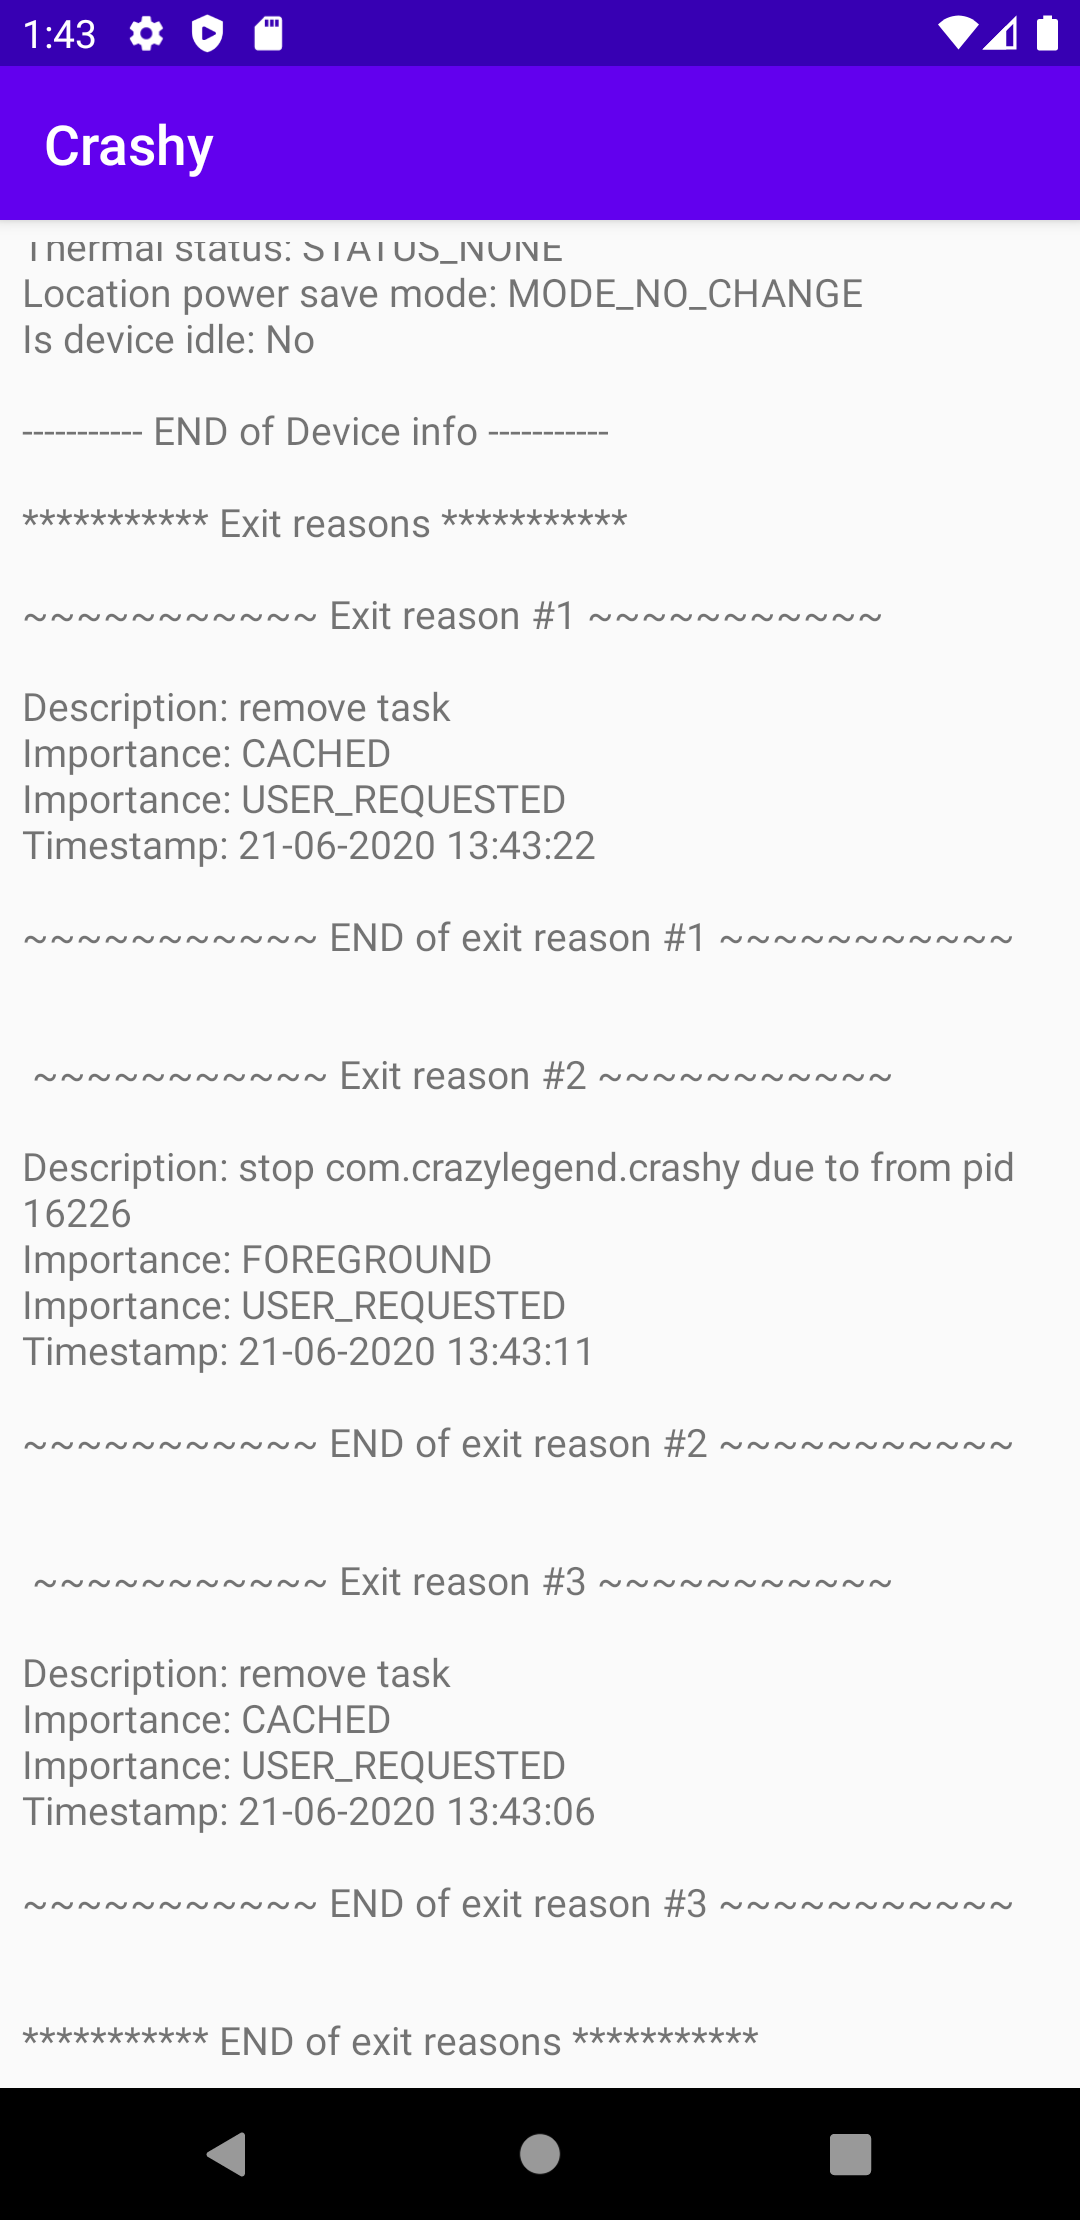 1:43
Crashy
Thermal status: STATUS_NONE
Location power save mode: MODE_NO_CHANGE
Is device idle: No
----------- END of Device info -----------
*********** Exit reasons ***********
~~~~~~~~~~~ Exit reason #1 ~~~~~~~~~~~
Description: remove task
Importance: CACHED
Importance: USER_REQUESTED
Timestamp: 21-06-2020 13:43:22
~~~~~~~~~~~ END of exit reason #1 ~~~~~~~~~~~
~~~~~~~~~~~ Exit reason #2 ~~~~~~~~~~~
Description: stop com.crazylegend.crashy due to from pid
16226
Importance: FOREGROUND
Importance: USER_REQUESTED
Timestamp: 21-06-2020 13:43:11
~~~~~~~~~~~ END of exit reason #2 ~~~~~~~~~~~
~~~~~~~~~~~ Exit reason #3 ~~~~~~~~~~~
Description: remove task
Importance: CACHED
Importance: USER_REQUESTED
Timestamp: 21-06-2020 13:43:06
~~~~~~~~~~~ END of exit reason #3 ~~~~~~~~~~~
*********** END of exit reasons ***********